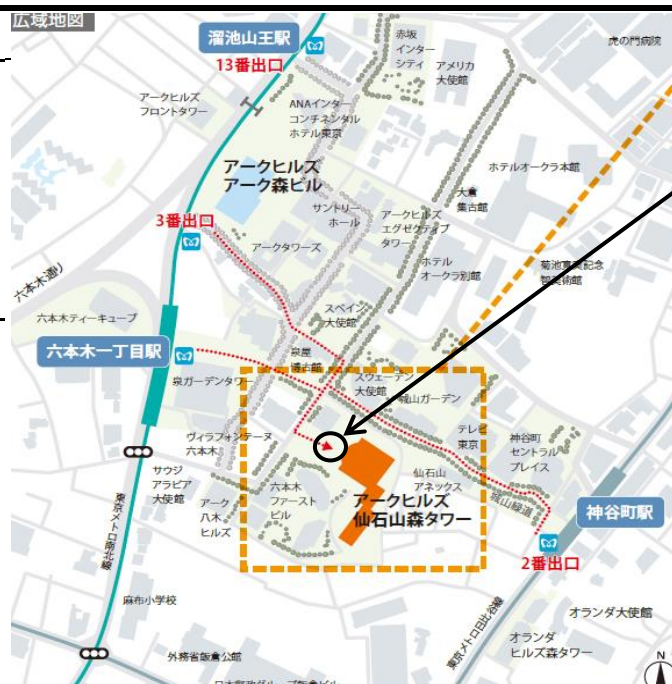 広域地図
溜池山王駅
13番出口
赤坂
インター
シティ
アメリカ
大使館
虎の門病院
アークヒルズ
フロントタワー
ANAインター
コンチネンタル
ホテル東京
アークヒルズ
アーク森ビル
ホテルオークラ本館
大倉
集古館
サントリー
ホール
アークヒルズ
エグゼクティブ
タワー
3番出口
アークタワーズ
ホテル
オークラ別館
菊池寛実記念
智美術館
六本木通り
六本木ティーキューブ
スペイン
大使館
六本木一丁目駅
泉屋
博古館
泉ガーデンタワー
スウェーデン
大使館
城山ガーデン
テレビ
東京
神谷町
セントラル
プレイス
ヴィラフォンテーヌ
六本木
サウジ
アラビア
大使館
アーク
八木
ヒルズ
六本木
ファースト
ビル
仙石山
アネックス
アークヒルズ
仙石山森タワー
城山緑道
神谷町駅
2番出口
東京メトロ南北線
麻布小学校
外務省飯倉公館
東京メトロ日比谷線
オランダ大使館
オランダ
ヒルズ森タワー
N